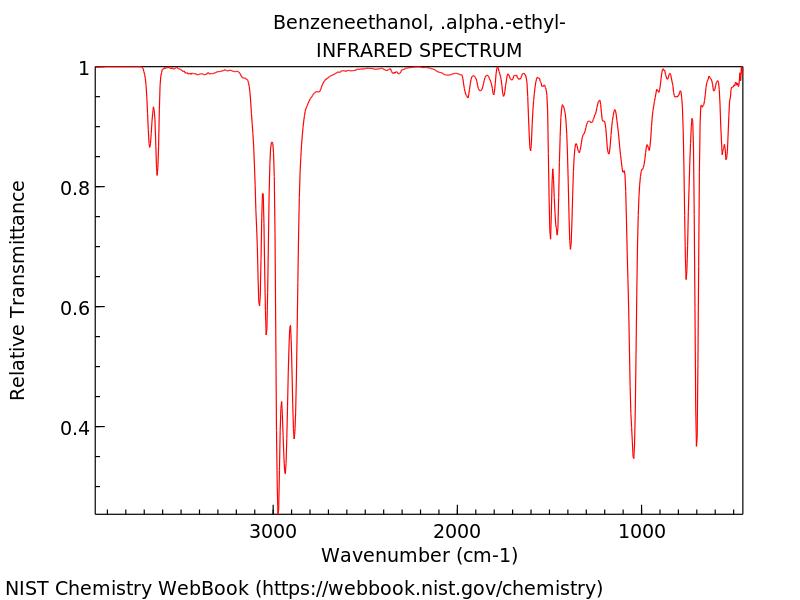 Benzeneethanol, .alpha.-ethyl-
INFRARED SPECTRUM
1
0.8
0.6
0.4
Relative Transmittance
3000 2000 1000
Wavenumber (cm-1)
NIST Chemistry WebBook (https://webbook.nist.gov/chemistry)